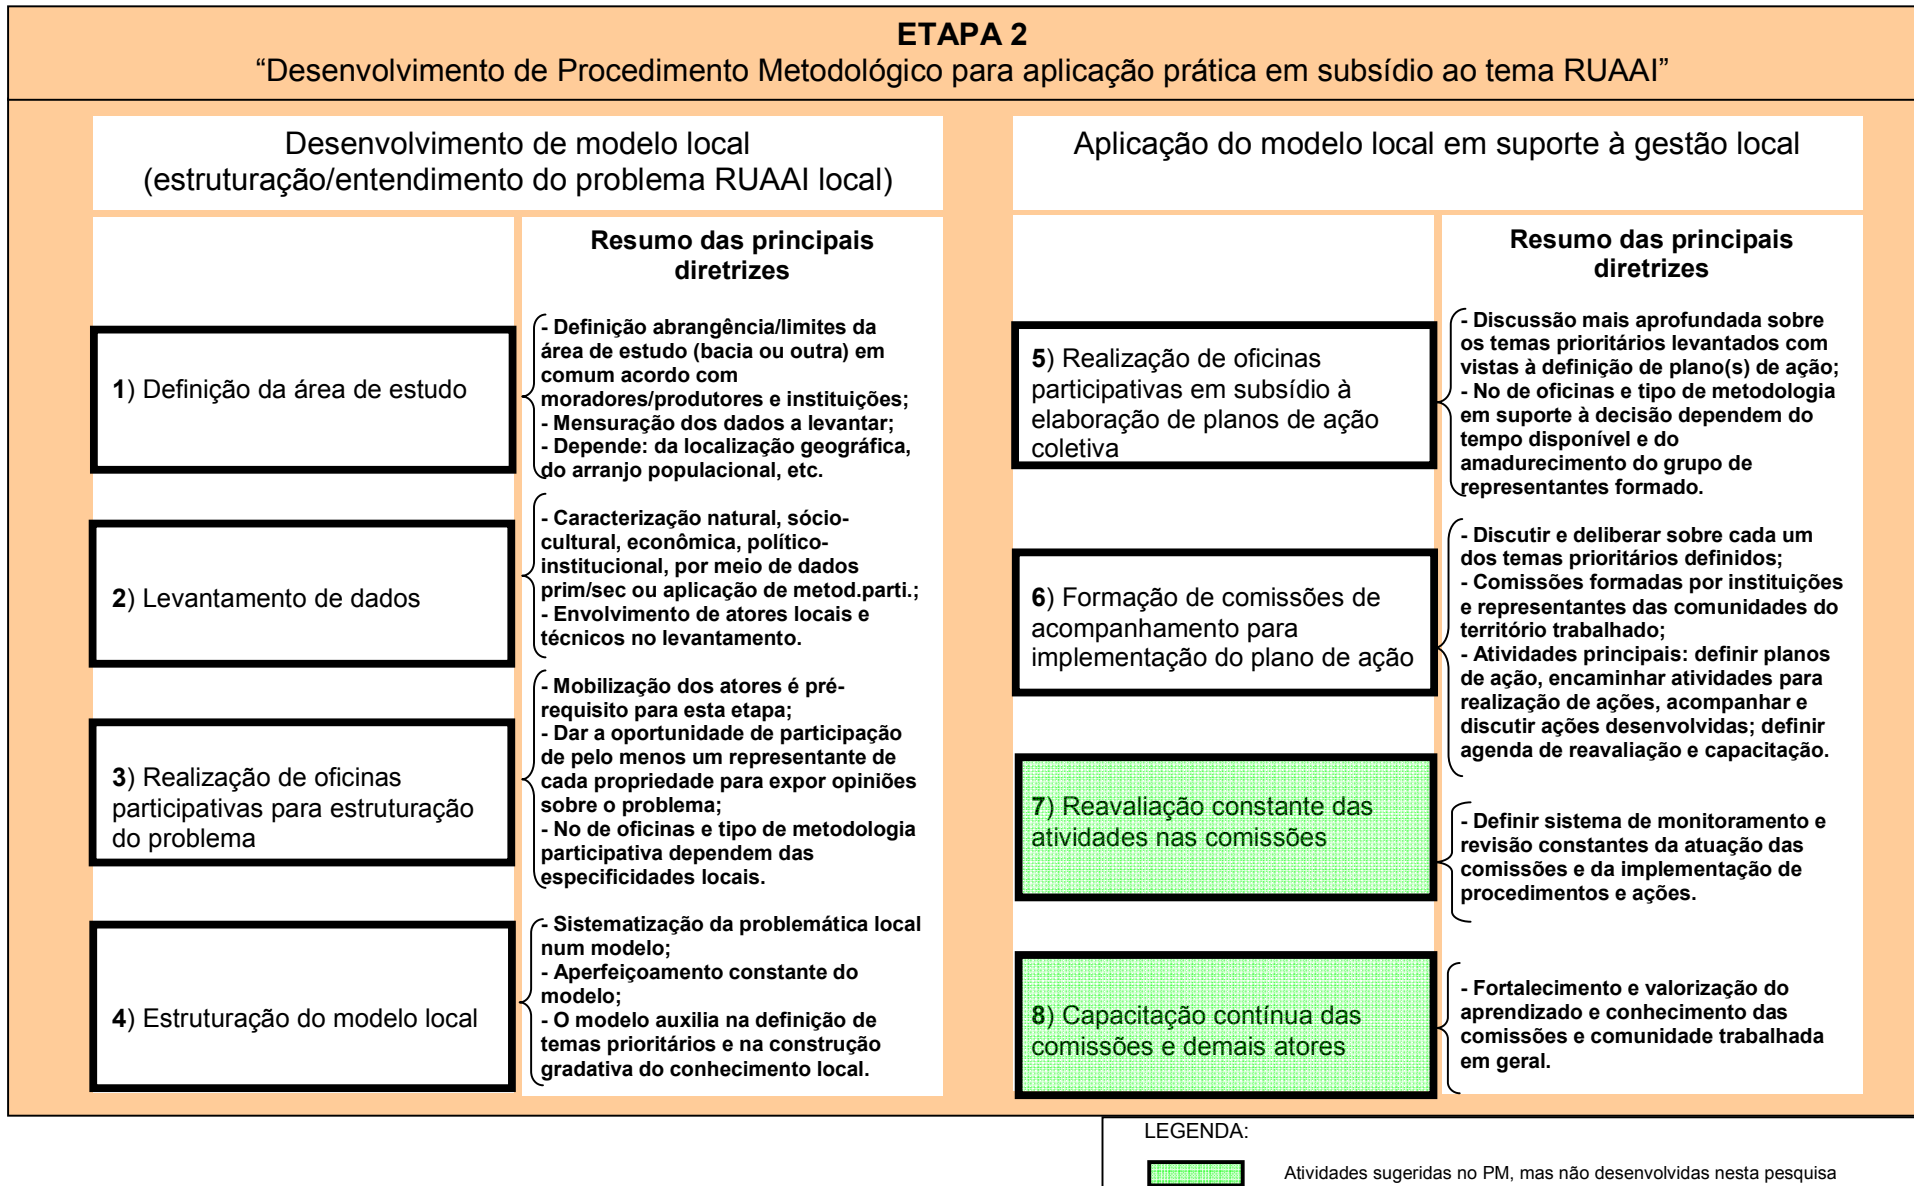 ETAPA 2
“Desenvolvimento de Procedimento Metodológico para aplicação prática em subsídio ao tema RUAAI”
Desenvolvimento de modelo local
(estruturação/entendimento do problema RUAAI local)
Resumo das principais
diretrizes
1) Definição da área de estudo
- Definição abrangência/limites da
área de estudo (bacia ou outra) em
comum acordo com
moradores/produtores e instituições;
- Mensuração dos dados a levantar;
- Depende: da localização geográfica,
do arranjo populacional, etc.
2) Levantamento de dados
- Caracterização natural, sócio-
cultural, econômica, político-
institucional, por meio de dados
prim/sec ou aplicação de metod.parti.;
- Envolvimento de atores locais e
técnicos no levantamento.
3) Realização de oficinas
participativas para estruturação
do problema
- Mobilização dos atores é pré-
requisito para esta etapa;
- Dar a oportunidade de participação
de pelo menos um representante de
cada propriedade para expor opiniões
sobre o problema;
- No de oficinas e tipo de metodologia
participativa dependem das
especificidades locais.
4) Estruturação do modelo local
- Sistematização da problemática local
num modelo;
- Aperfeiçoamento constante do
modelo;
- O modelo auxilia na definição de
temas prioritários e na construção
gradativa do conhecimento local.
Aplicação do modelo local em suporte à gestão local
Resumo das principais
diretrizes
5) Realização de oficinas
participativas em subsídio à
elaboração de planos de ação
coletiva
- Discussão mais aprofundada sobre
os temas prioritários levantados com
vistas à definição de plano(s) de ação;
- No de oficinas e tipo de metodologia
em suporte à decisão dependem do
tempo disponível e do
amadurecimento do grupo de
representantes formado.
6) Formação de comissões de
acompanhamento para
implementação do plano de ação
- Discutir e deliberar sobre cada um
dos temas prioritários definidos;
- Comissões formadas por instituições
e representantes das comunidades do
território trabalhado;
- Atividades principais: definir planos
de ação, encaminhar atividades para
realização de ações, acompanhar e
discutir ações desenvolvidas; definir
agenda de reavaliação e capacitação.
7) Reavaliação constante das
atividades nas comissões
- Definir sistema de monitoramento e
revisão constantes da atuação das
comissões e da implementação de
procedimentos e ações.
8) Capacitação contínua das
comissões e demais atores
- Fortalecimento e valorização do
aprendizado e conhecimento das
comissões e comunidade trabalhada
em geral.
LEGENDA:
Atividades sugeridas no PM, mas não desenvolvidas nesta pesquisa